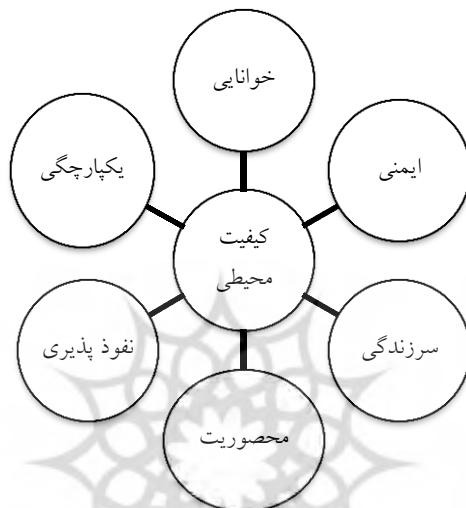 خوانایی
ایمنی
یکپارچگی
کیفیت
محیطی
سرزندگی
نفوذ پذیری
محصوریت